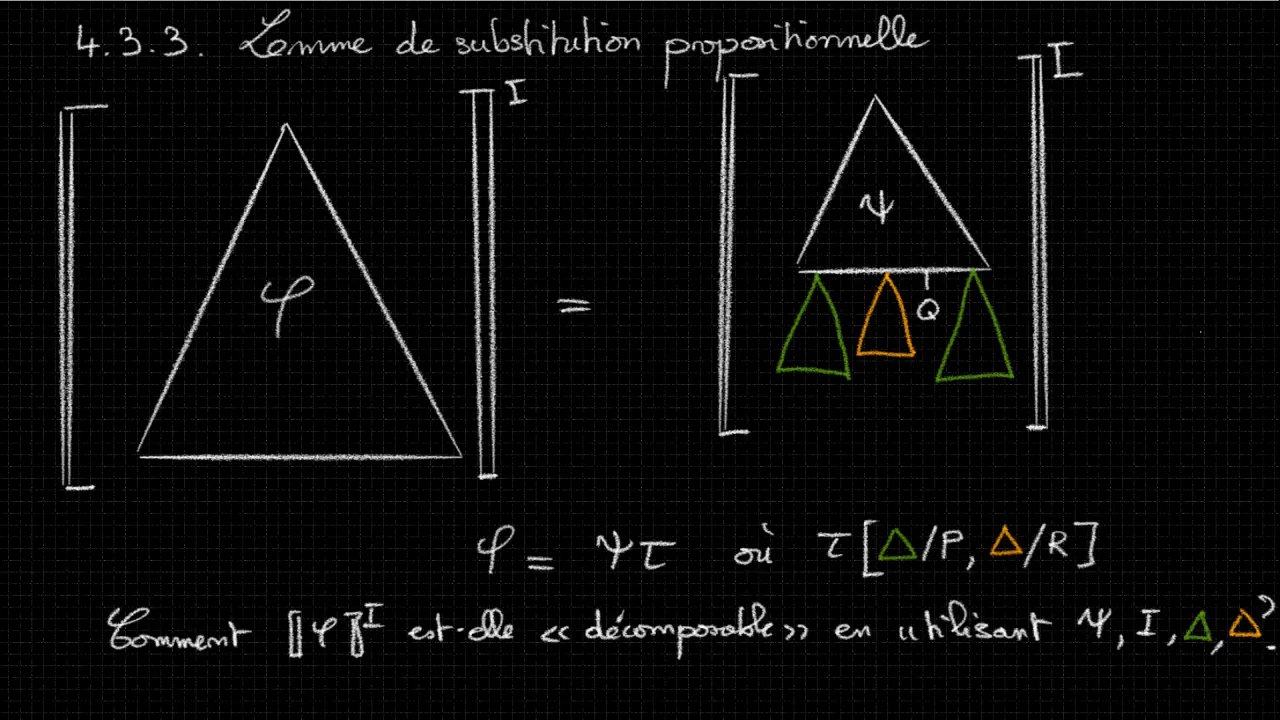 4.3.3. Lemme de substitution propositionnelle
I
I
φ
=
ψ
Q
φ = ψτ où τ[△/P, △/R]
Comment ⟦φ⟧ᴵ est-elle « décomposable » en utilisant ψ, I, △, △?